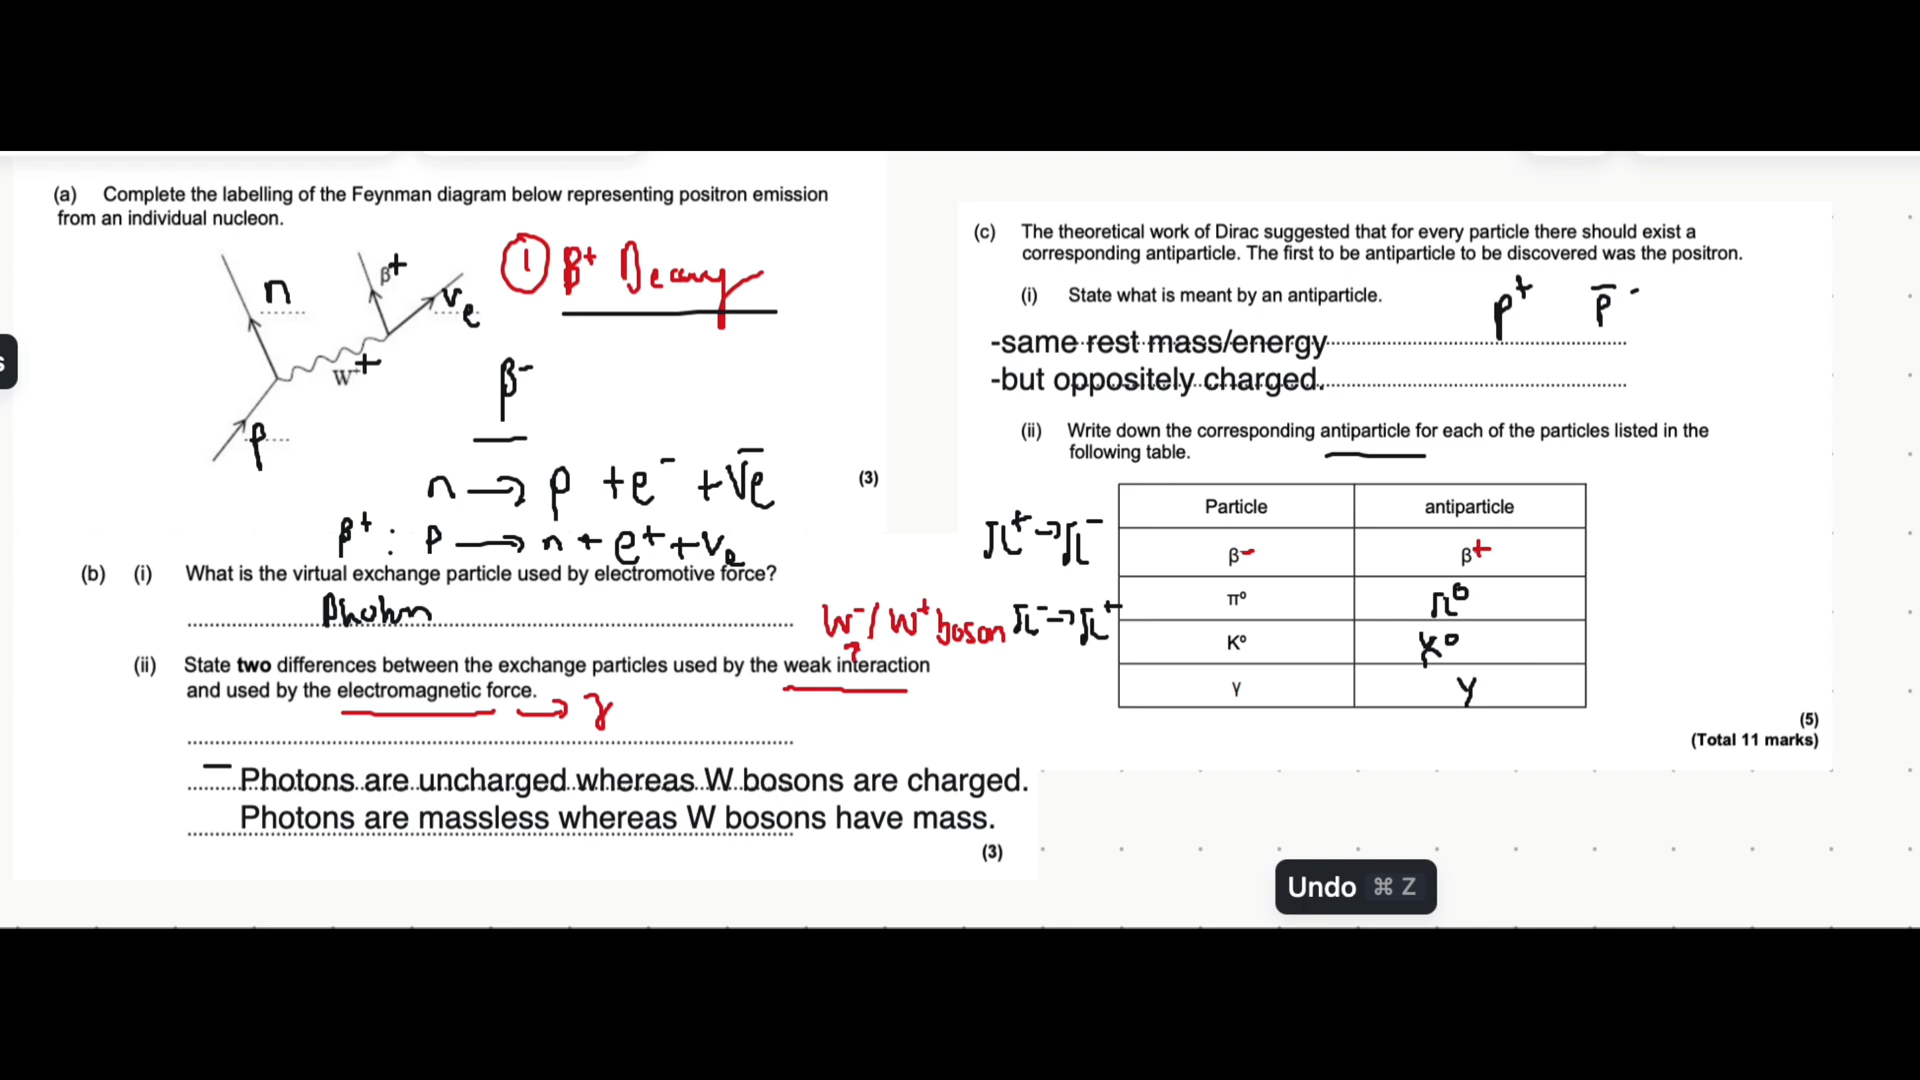 (a) Complete the labelling of the Feynman diagram below representing positron emission
from an individual nucleon.
n
β+
νe
W+
p
① β+ Decay
β-
n → p + e- + ν̄e
(3)
β+ : p → n + e+ + νe
(b) (i) What is the virtual exchange particle used by electromotive force?
Photon
W-/ W+ boson
(ii) State two differences between the exchange particles used by the weak interaction
and used by the electromagnetic force. → γ
Photons are uncharged whereas W bosons are charged.
Photons are massless whereas W bosons have mass.
(3)
(c) The theoretical work of Dirac suggested that for every particle there should exist a
corresponding antiparticle. The first to be antiparticle to be discovered was the positron.
(i) State what is meant by an antiparticle.
p+ p̄ -
-same rest mass/energy
-but oppositely charged.
(ii) Write down the corresponding antiparticle for each of the particles listed in the
following table.
π+ → π-
π- → π+
Particle antiparticle
β- β+
π⁰ π⁰
K⁰ K⁰
γ γ
(5)
(Total 11 marks)
Undo ⌘ Z
s